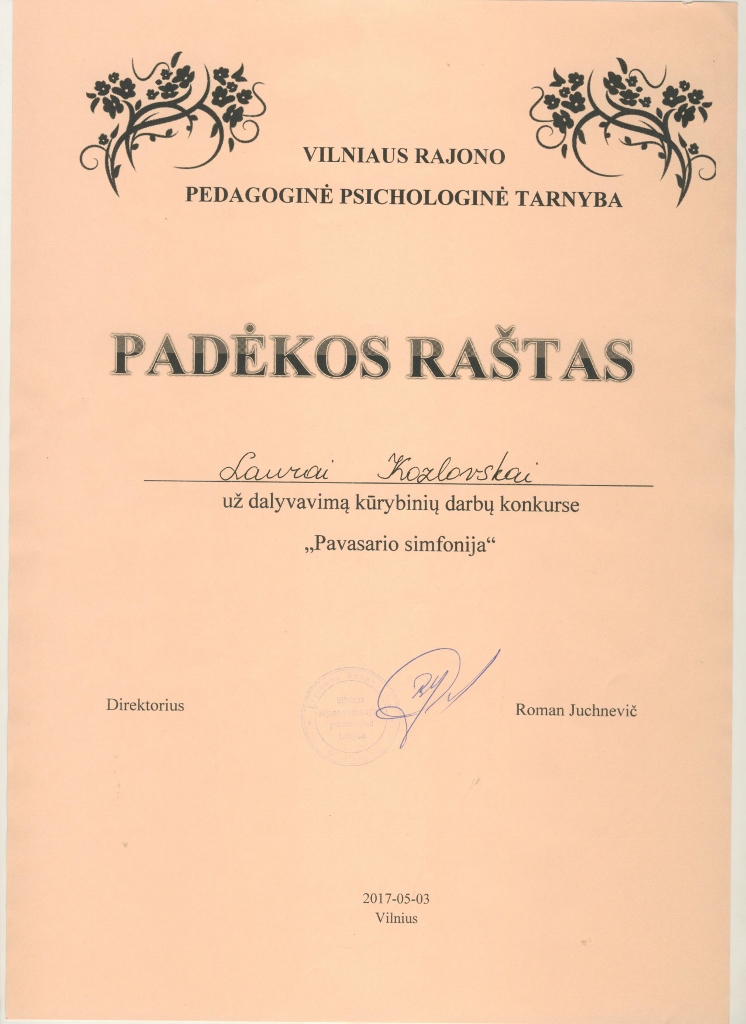 VILNIAUS RAJONO
PEDAGOGINĖ PSICHOLOGINĖ TARNYBA
PADĖKOS RAŠTAS
Laurai Kozlovskai
už dalyvavimą kūrybinių darbų konkurse
„Pavasario simfonija“
Direktorius
Roman Juchnevič
2017-05-03
Vilnius